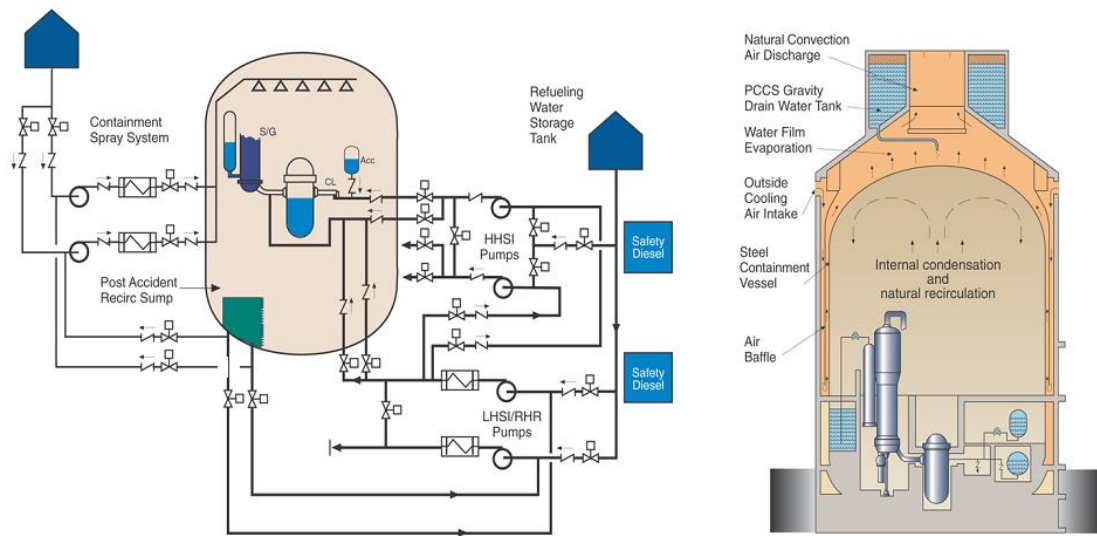 Containment
Spray System
S/G
Acc
CL
Refueling
Water
Storage
Tank
HHSI
Pumps
Safety
Diesel
Post Accident
Recirc Sump
Safety
Diesel
LHSI/RHR
Pumps
Natural Convection
Air Discharge
PCCS Gravity
Drain Water Tank
Water Film
Evaporation
Outside
Cooling
Air Intake
Steel
Containment
Vessel
Internal condensation
and
natural recirculation
Air
Baffle